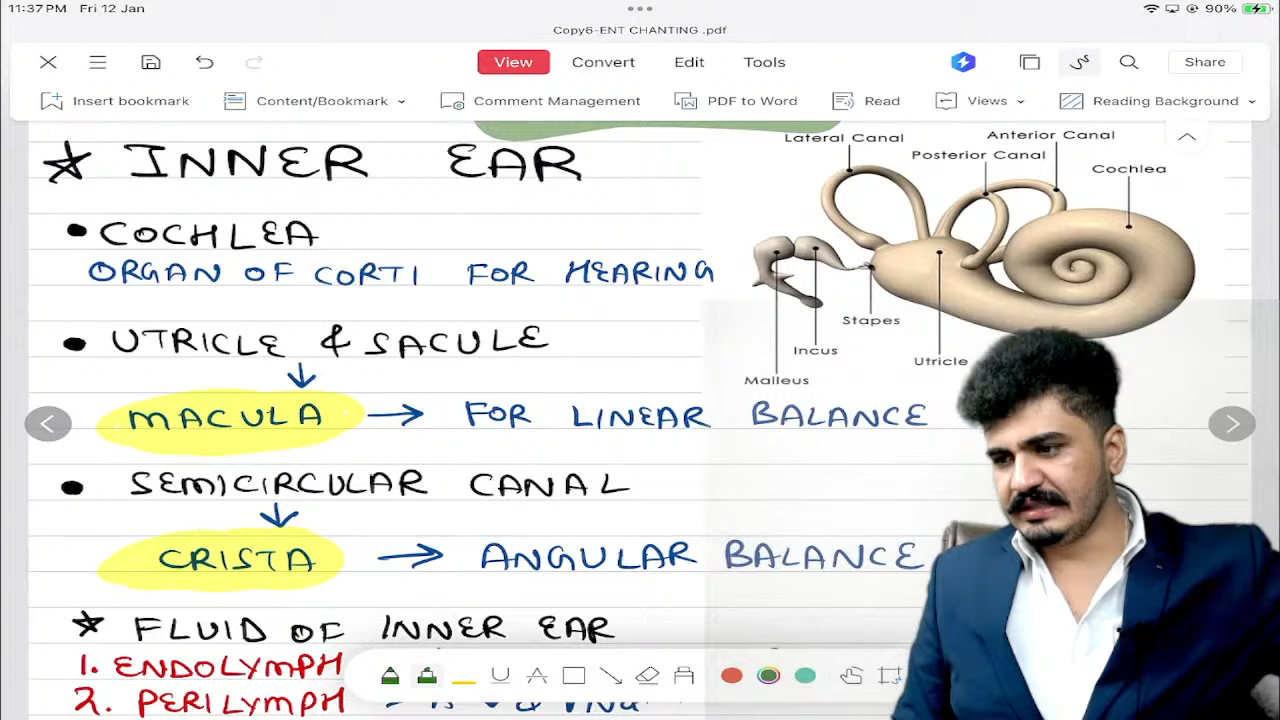 11:37PM Fri 12 Jan
90%
Copy6-ENT CHANTING .pdf
View Convert Edit Tools Share
Insert bookmark Content/Bookmark Comment Management PDF to Word Read Views Reading Background
INNER EAR
COCHLEA
ORGAN OF CORTI FOR HEARING
UTRICLE & SACULE
MACULA → FOR LINEAR BALANCE
SEMICIRCULAR CANAL
CRISTA → ANGULAR BALANCE
FLUID OF INNER EAR
1. ENDOLYMPH
2. PERILYMPH
Lateral Canal
Anterior Canal
Posterior Canal
Cochlea
Stapes
Incus
Utricle
Malleus